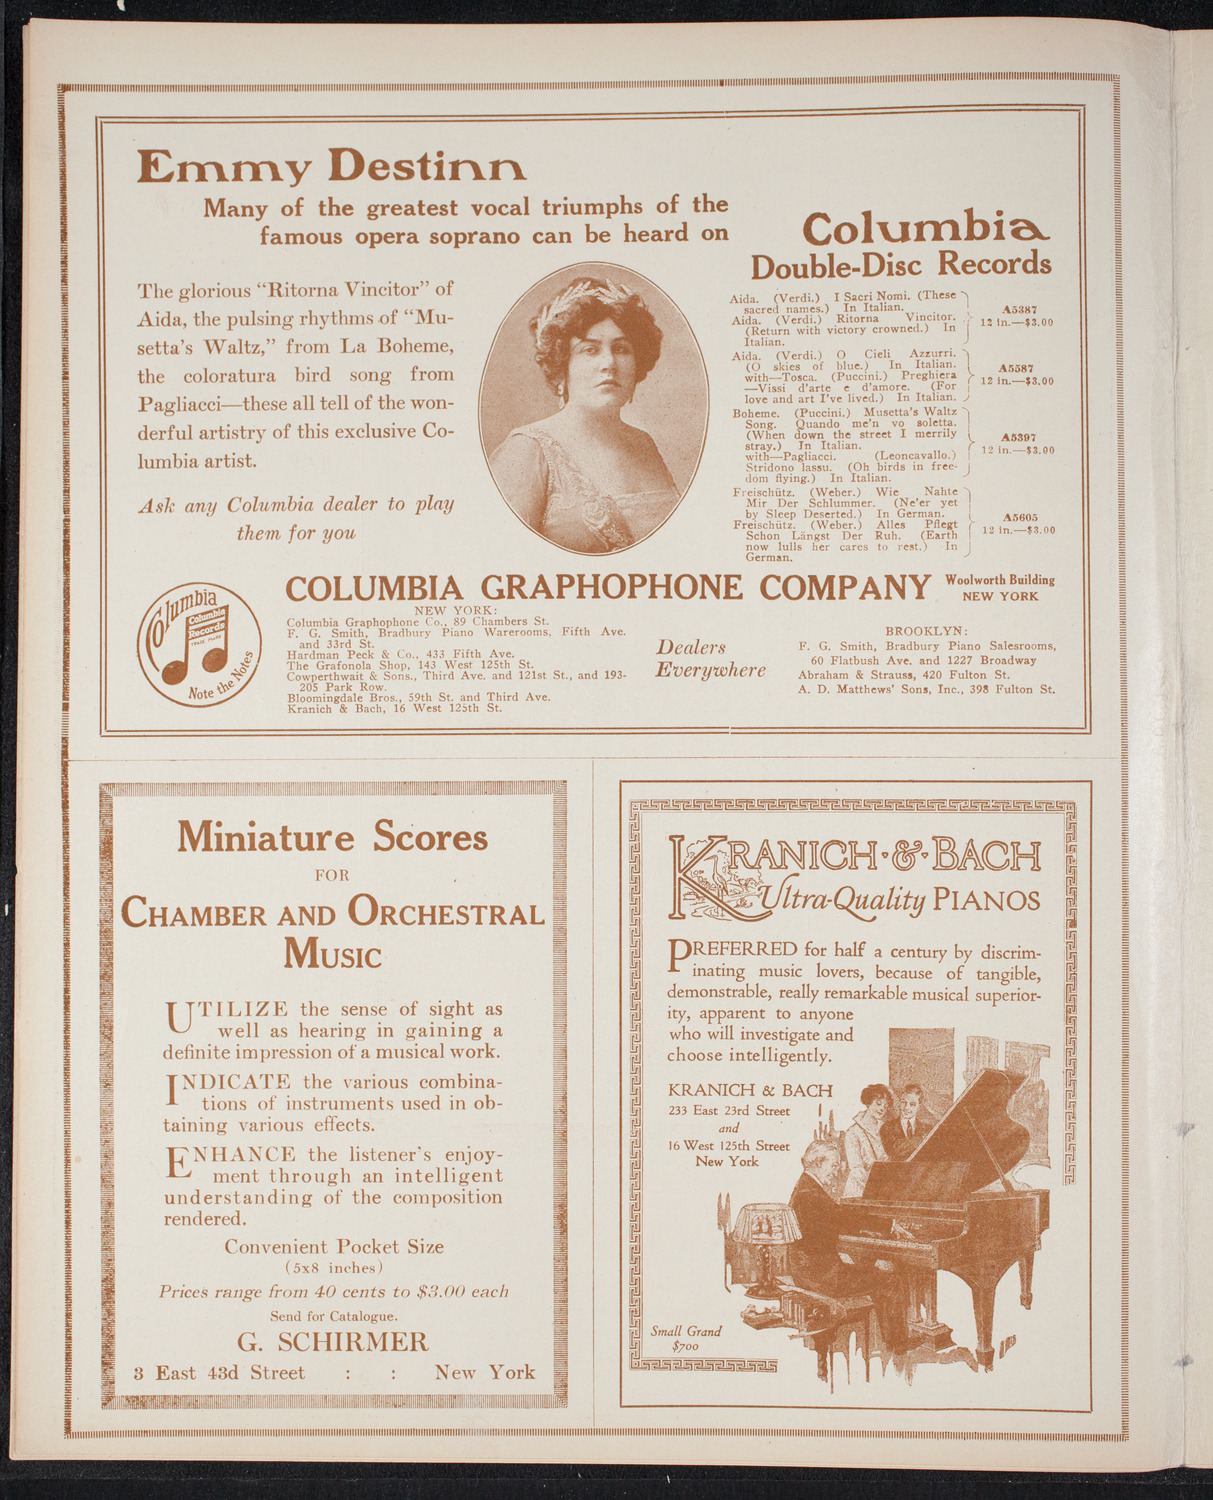 Emmy Destinn
Many of the greatest vocal triumphs of the
famous opera soprano can be heard on
Columbia
Double-Disc Records
The glorious “Ritorna Vincitor” of
Aida, the pulsing rhythms of “Mu-
setta’s Waltz,” from La Boheme,
the coloratura bird song from
Pagliacci—these all tell of the won-
derful artistry of this exclusive Co-
lumbia artist.
Ask any Columbia dealer to play
them for you
Aida. (Verdi.) I Sacri Nomi. (These
sacred names.) In Italian.
Aida. (Verdi.) Ritorna Vincitor.
(Return with victory crowned.) In
Italian.
A5387
12 in.—$3.00
Aida. (Verdi.) O Cieli Azzurri.
(O skies of blue.) In Italian.
with—Tosca. (Puccini.) Preghiera
—Vissi d’arte e d’amore. (For
love and art I’ve lived.) In Italian.
A5587
12 in.—$3.00
Boheme. (Puccini.) Musetta’s Waltz
Song. Quando me’n vo soletta.
(When down the street I merrily
stray.) In Italian.
with—Pagliacci. (Leoncavallo.)
Stridono lassu. (Oh birds in free-
dom flying.) In Italian.
A5397
12 in.—$3.00
Freischütz. (Weber.) Wie Nahte
Mir Der Schlummer. (Ne’er yet
by Sleep Deserted.) In German.
Freischütz. (Weber.) Alles Pflegt
Schon Längst Der Ruh. (Earth
now lulls her cares to rest.) In
German.
A5605
12 in.—$3.00
Columbia
Columbia
Records
TRADE MARK
Note the Notes
COLUMBIA GRAPHOPHONE COMPANY
Woolworth Building
NEW YORK
NEW YORK:
Columbia Graphophone Co., 89 Chambers St.
F. G. Smith, Bradbury Piano Warerooms, Fifth Ave.
and 33rd St.
Hardman Peck & Co., 433 Fifth Ave.
The Grafonola Shop, 143 West 125th St.
Cowperthwait & Sons., Third Ave. and 121st St., and 193-
205 Park Row.
Bloomingdale Bros., 59th St. and Third Ave.
Kranich & Bach, 16 West 125th St.
Dealers
Everywhere
BROOKLYN:
F. G. Smith, Bradbury Piano Salesrooms,
60 Flatbush Ave. and 1227 Broadway
Abraham & Strauss, 420 Fulton St.
A. D. Matthews’ Sons, Inc., 398 Fulton St.
Miniature Scores
FOR
CHAMBER AND ORCHESTRAL
MUSIC
UTILIZE the sense of sight as
well as hearing in gaining a
definite impression of a musical work.
INDICATE the various combina-
tions of instruments used in ob-
taining various effects.
ENHANCE the listener’s enjoy-
ment through an intelligent
understanding of the composition
rendered.
Convenient Pocket Size
(5x8 inches)
Prices range from 40 cents to $3.00 each
Send for Catalogue.
G. SCHIRMER
3 East 43d Street : : New York
KRANICH·&·BACH
Ultra-Quality PIANOS
PREFERRED for half a century by discrim-
inating music lovers, because of tangible,
demonstrable, really remarkable musical superior-
ity, apparent to anyone
who will investigate and
choose intelligently.
KRANICH & BACH
233 East 23rd Street
and
16 West 125th Street
New York
Small Grand
$700